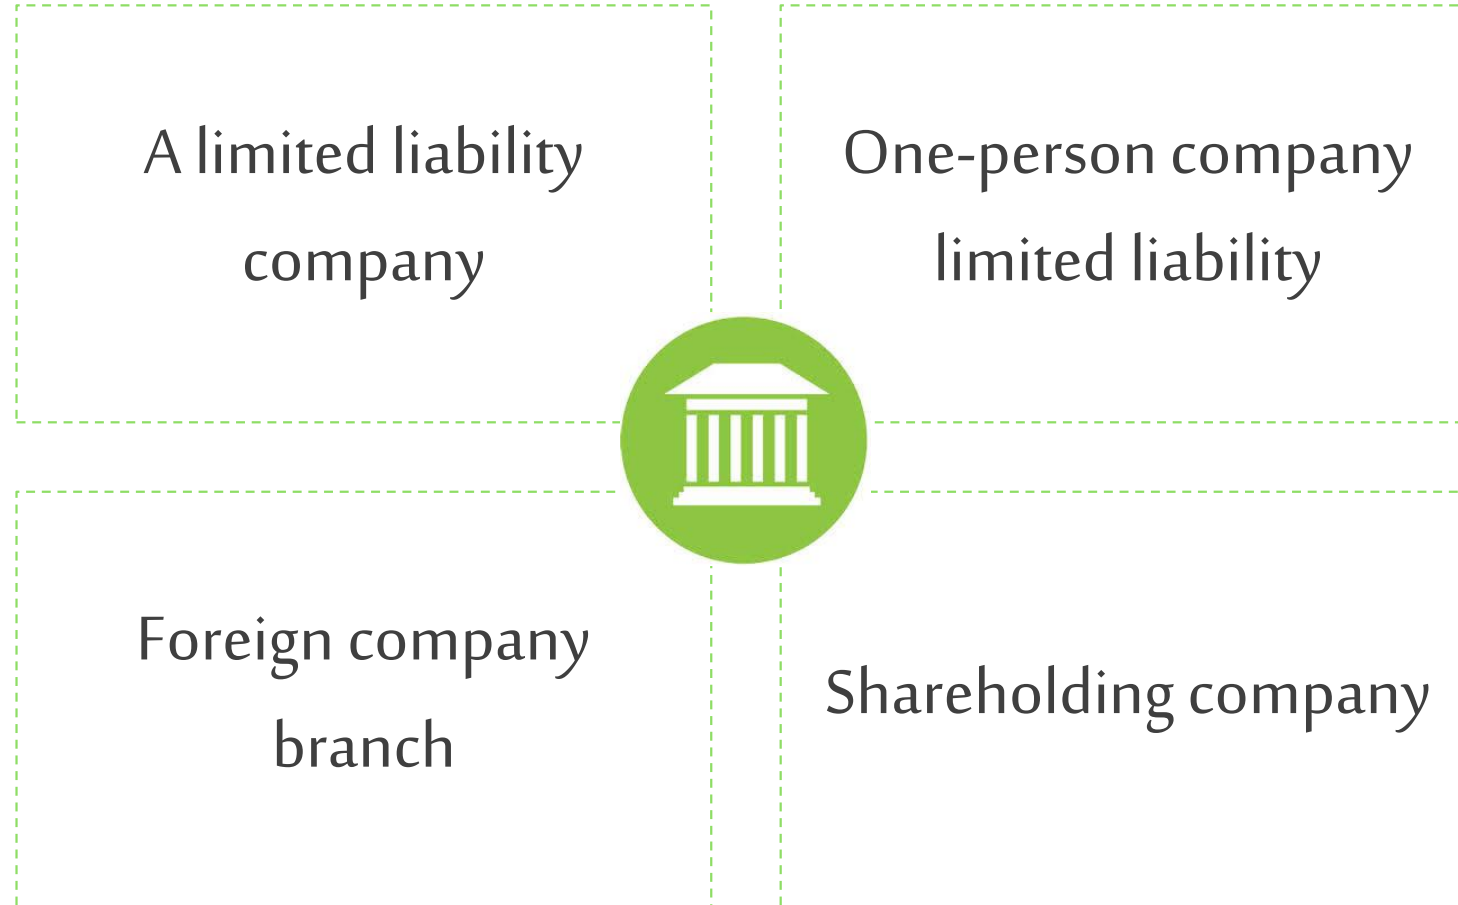 A limited liability
company
One-person company
limited liability
Foreign company
branch
Shareholding company